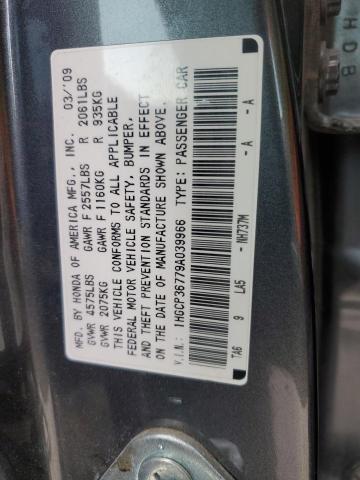 MFD. BY HONDA OF AMERICA MFG., INC. 03/'09
GVWR 4575LBS GAWR F 2557LBS R 2061LBS
GVWR 2075KG GAWR F 1160KG R 935KG
THIS VEHICLE CONFORMS TO ALL APPLICABLE
FEDERAL MOTOR VEHICLE SAFETY, BUMPER,
AND THEFT PREVENTION STANDARDS IN EFFECT
ON THE DATE OF MANUFACTURE SHOWN ABOVE.
V.I.N.: 1HGCP36779A039966 TYPE: PASSENGER CAR
TA6 9 LA5 - NH737M - A - A
HDB